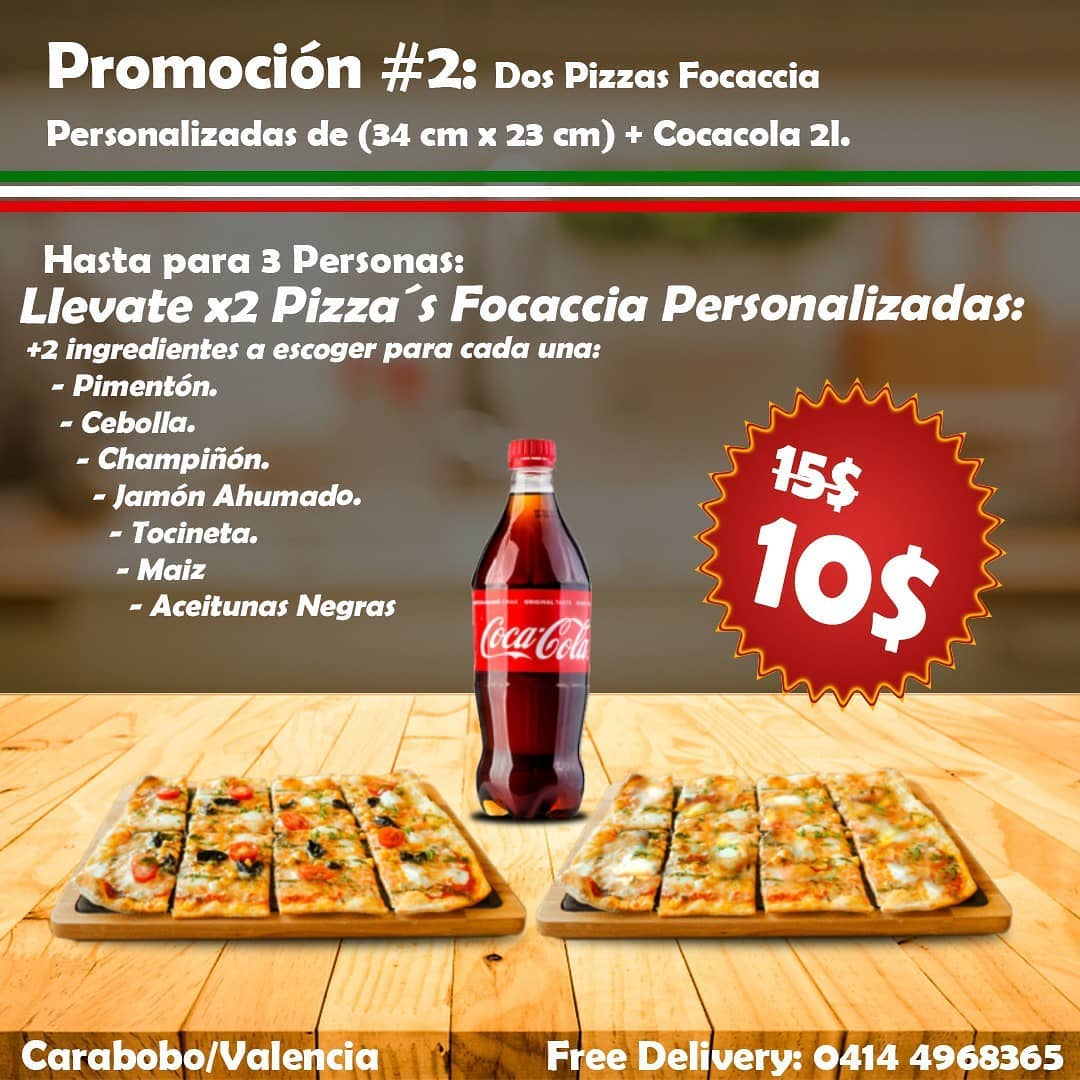 Promoción #2: Dos Pizzas Focaccia
Personalizadas de (34 cm x 23 cm) + Cocacola 2l.
Hasta para 3 Personas:
Llevate x2 Pizza´s Focaccia Personalizadas:
+2 ingredientes a escoger para cada una:
- Pimentón.
- Cebolla.
- Champiñón.
- Jamón Ahumado.
- Tocineta.
- Maiz
- Aceitunas Negras
15$
10$
ORIGINAL TASTE
Coca-Cola
Carabobo/Valencia
Free Delivery: 0414 4968365